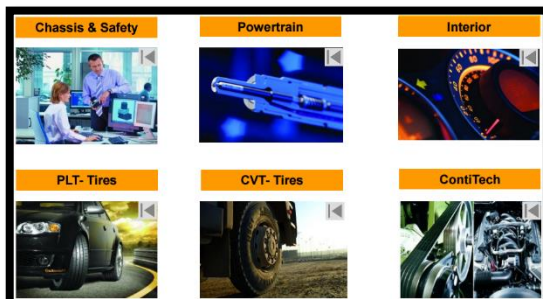 Chassis & Safety
Powertrain
Interior
PLT- Tires
CVT- Tires
ContiTech